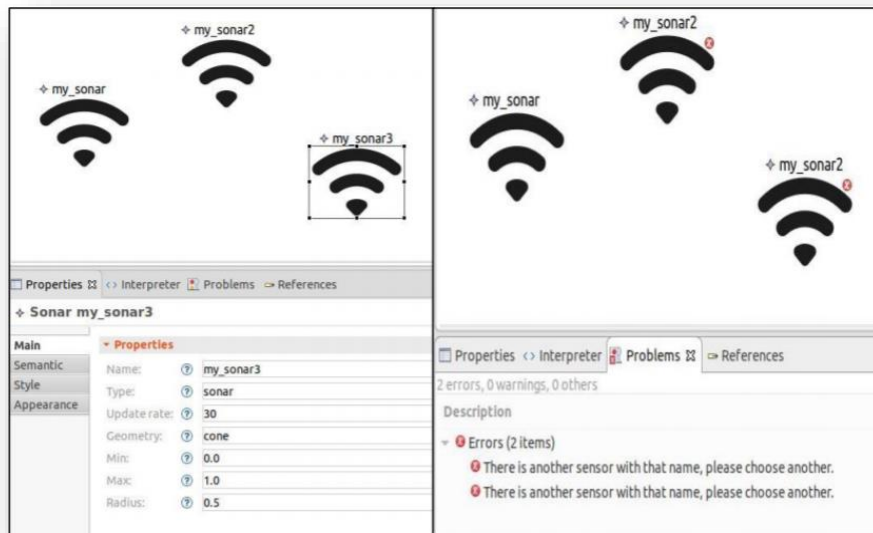 my_sonar2
my_sonar
my_sonar3
Properties Interpreter Problems References
Sonar my_sonar3
Main
Semantic
Style
Appearance
Properties
Name: my_sonar3
Type: sonar
Update rate: 30
Geometry: cone
Min: 0.0
Max: 1.0
Radius: 0.5
my_sonar2
my_sonar
my_sonar2
Properties Interpreter Problems References
2 errors, 0 warnings, 0 others
Description
Errors (2 items)
There is another sensor with that name, please choose another.
There is another sensor with that name, please choose another.